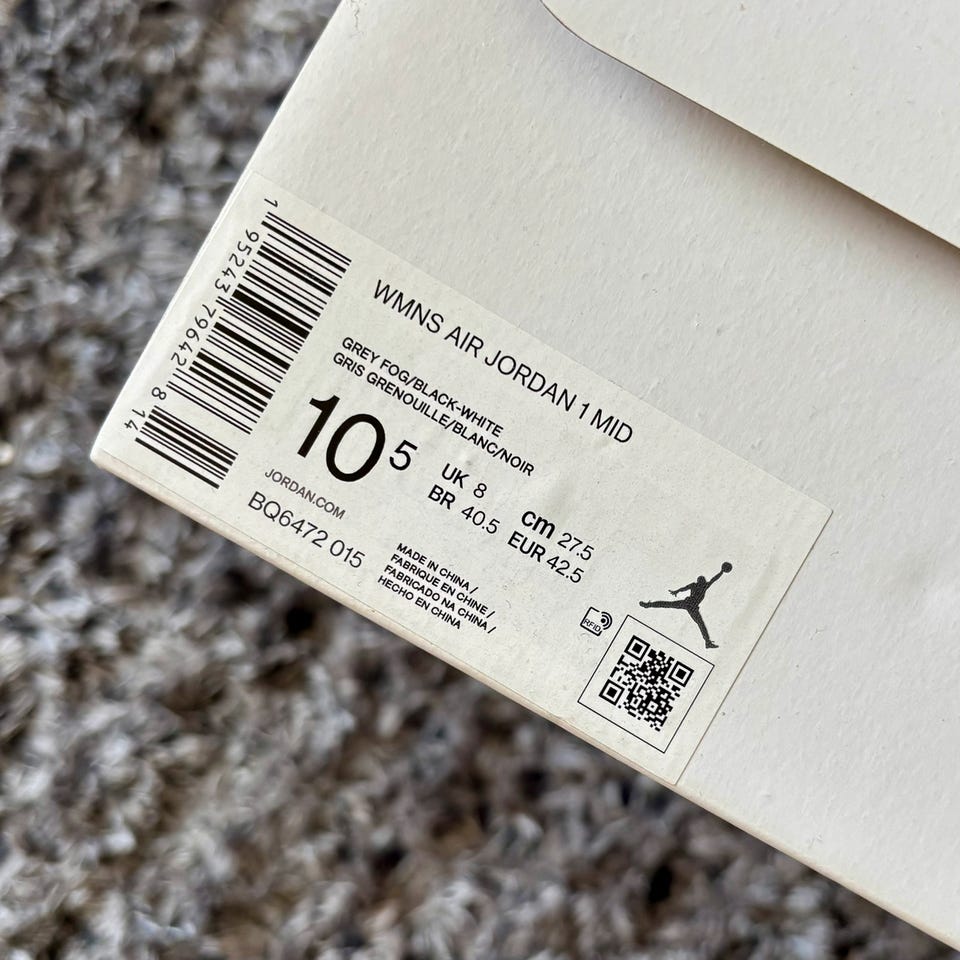 1 95243 79642 8 14
WMNS AIR JORDAN 1 MID
GREY FOG/BLACK-WHITE
GRIS GRENOUILLE/BLANC/NOIR
10 5
UK 8
BR 40.5
cm 27.5
EUR 42.5
JORDAN.COM
BQ6472 015
MADE IN CHINA /
FABRIQUE EN CHINE /
FABRICADO NA CHINA /
HECHO EN CHINA
RFID